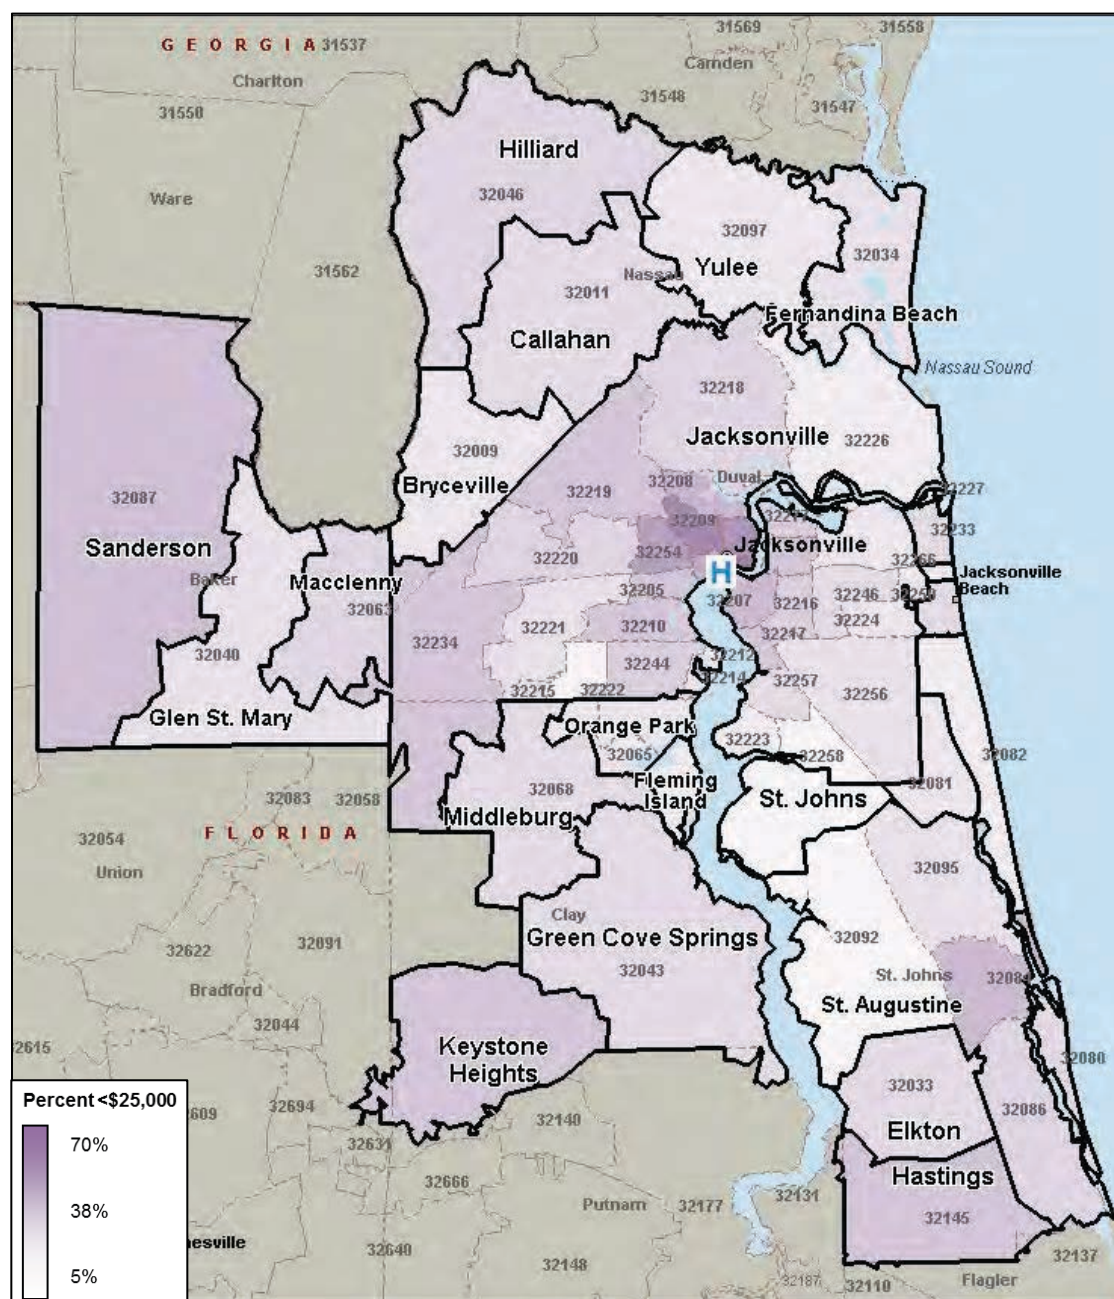 31569
31558
GEORGIA
31537
Camden
Charlton
31548
31547
31550
Hilliard
32046
Ware
32097
Yulee
32034
31562
Nassau
32011
Callahan
Fernandina Beach
Nassau Sound
32218
Jacksonville
32226
32009
Bryceville
32087
Sanderson
32219
32208
Duval
32227
32209
32233
32220
32254
Jacksonville
32266
H
Baker
Macclenny
32063
Jacksonville
Beach
32205
32207
32216
32246
32250
32224
32221
32210
32217
32234
32040
32244
32212
32214
32257
32256
32215
32222
Glen St. Mary
Orange Park
32065
32223
32258
32082
32081
Fleming
Island
St. Johns
32068
Middleburg
32083
32058
FLORIDA
32054
Union
32095
Clay
Green Cove Springs
32043
32092
St. Johns
St. Augustine
32622
32091
Bradford
32044
32615
Keystone
Heights
32080
32033
Elkton
32086
Percent <$25,000
70%
38%
5%
32694
32140
32631
32666
Hastings
32145
Putnam
32177
32131
32640
32148
32187
32110
Flagler
32137